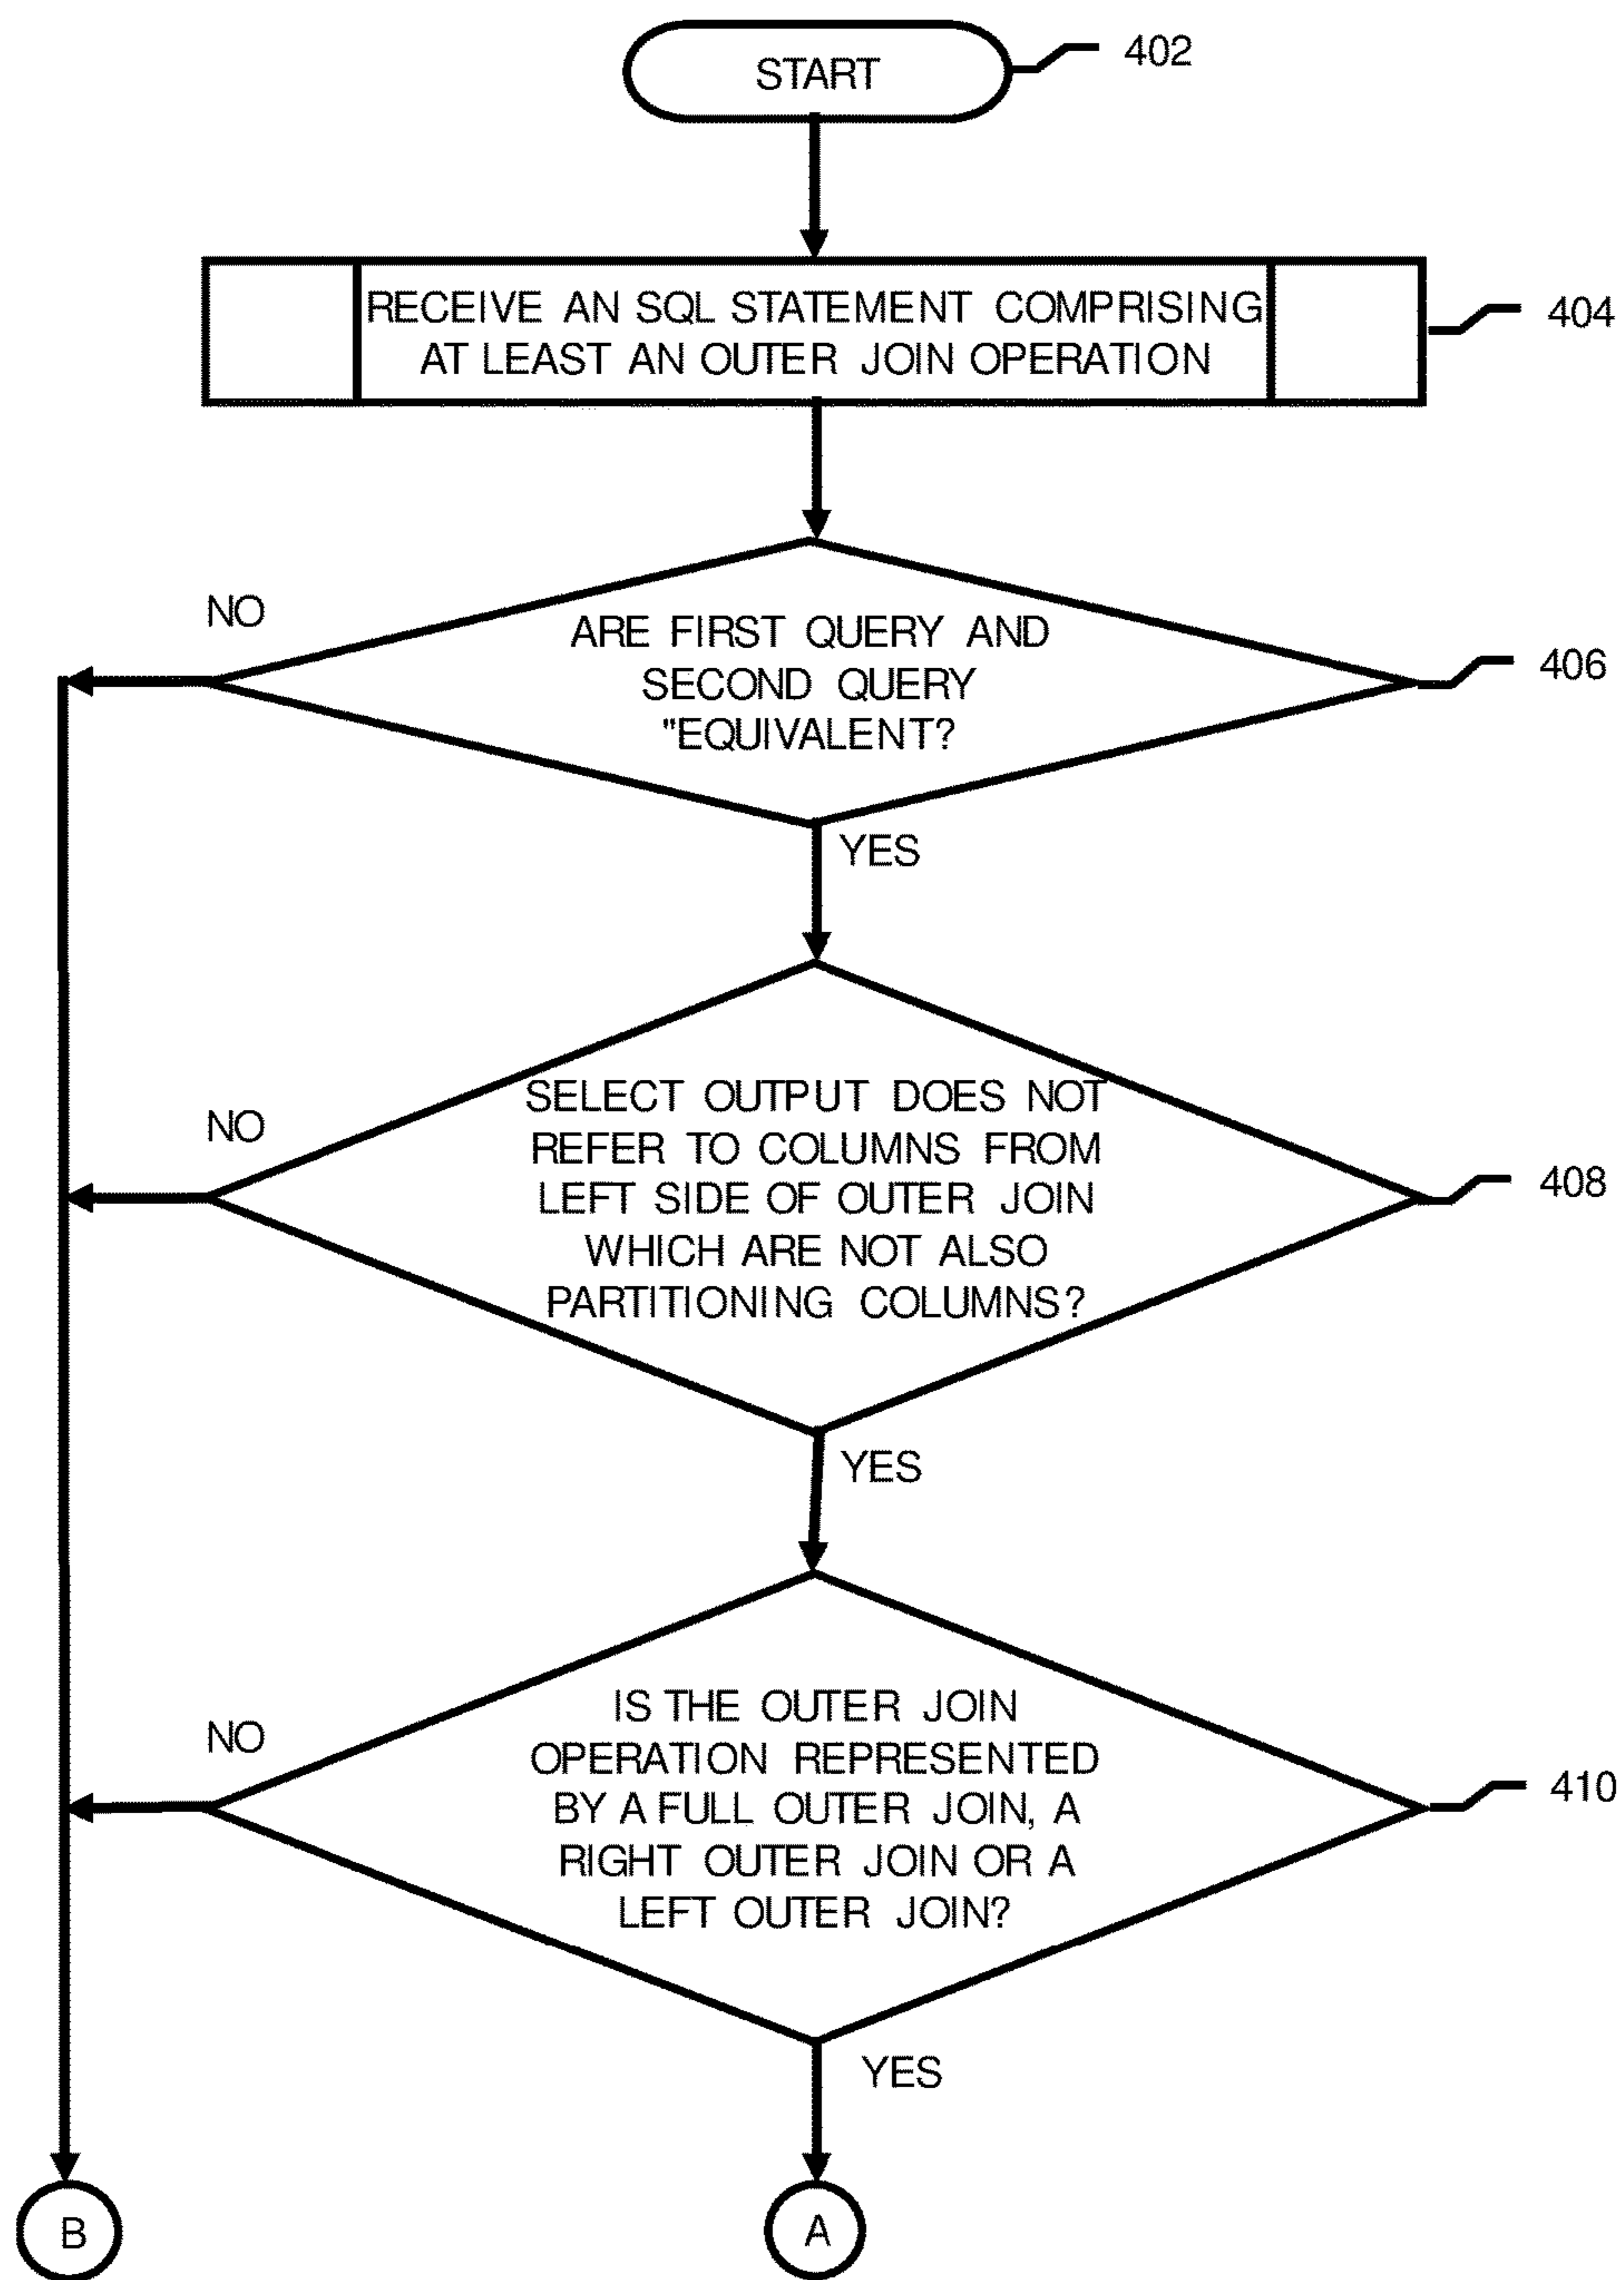 START
402
RECEIVE AN SQL STATEMENT COMPRISING
AT LEAST AN OUTER JOIN OPERATION
404
NO
ARE FIRST QUERY AND
SECOND QUERY
"EQUIVALENT?
406
YES
NO
SELECT OUTPUT DOES NOT
REFER TO COLUMNS FROM
LEFT SIDE OF OUTER JOIN
WHICH ARE NOT ALSO
PARTITIONING COLUMNS?
408
YES
NO
IS THE OUTER JOIN
OPERATION REPRESENTED
BY A FULL OUTER JOIN, A
RIGHT OUTER JOIN OR A
LEFT OUTER JOIN?
410
YES
B
A